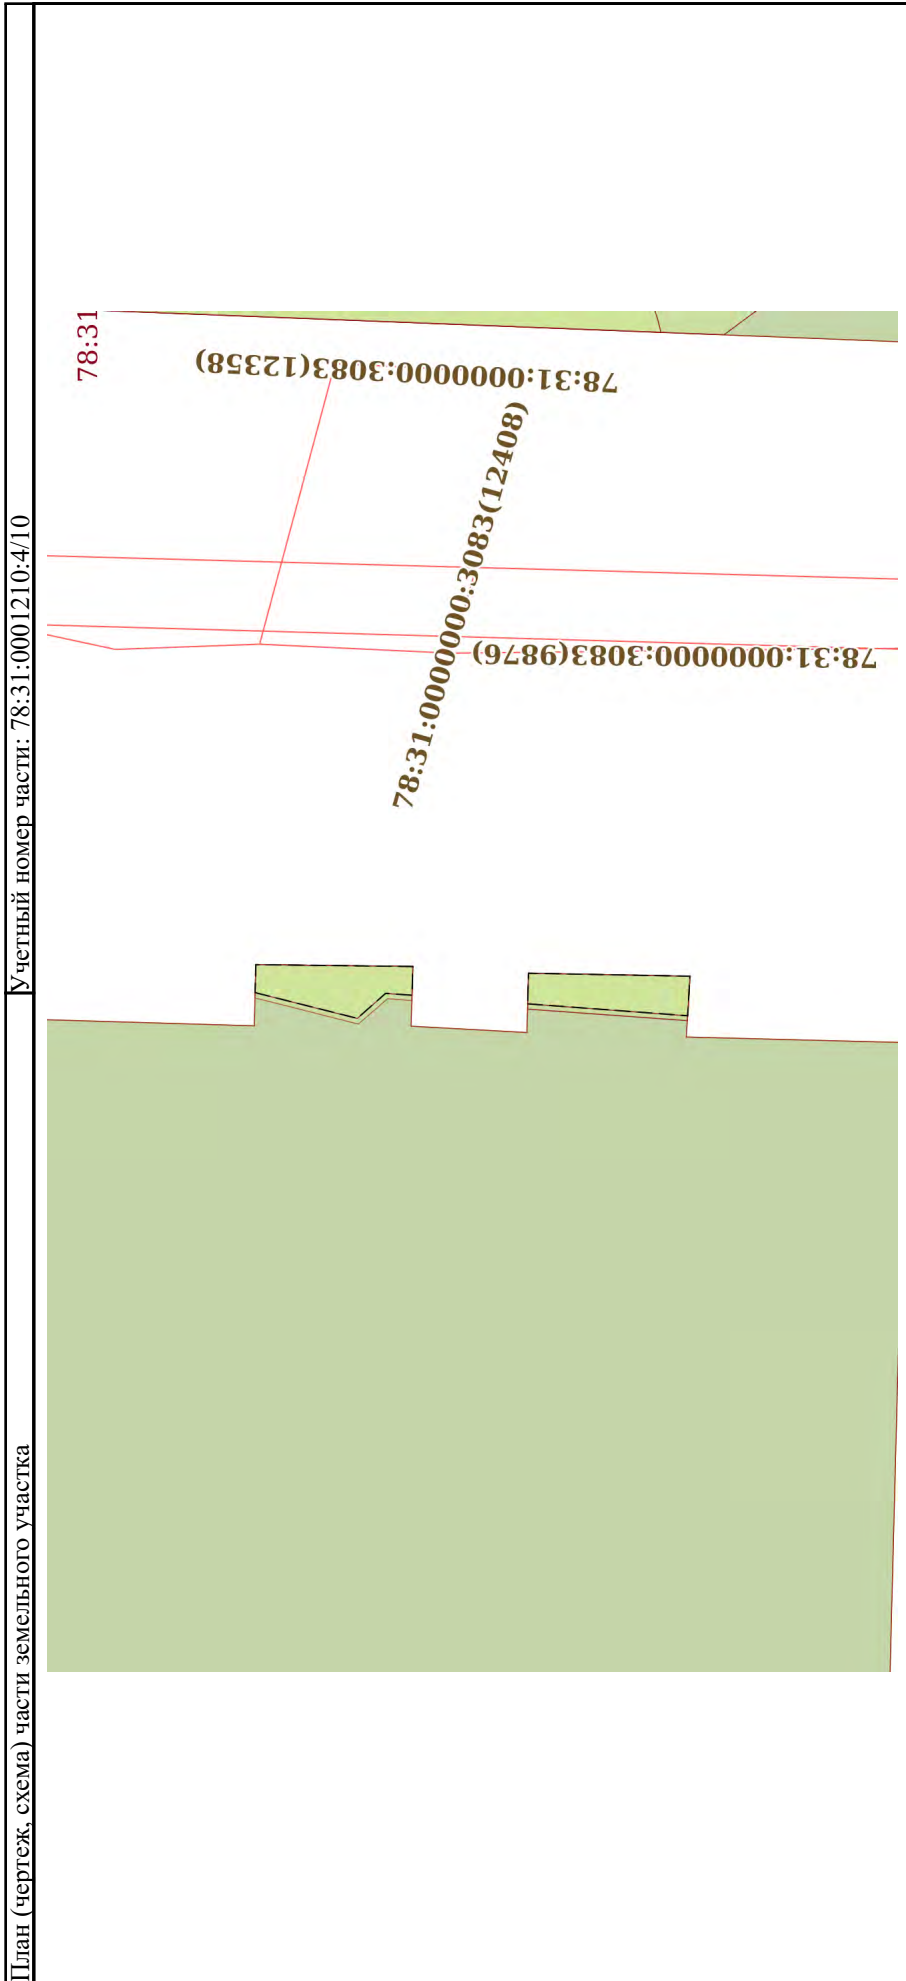 План (чертеж, схема) части земельного участка
Учетный номер части: 78:31:0001210:4/10
78:31
78:31:0000000:3083(12358)
78:31:0000000:3083(12408)
78:31:0000000:3083(9876)